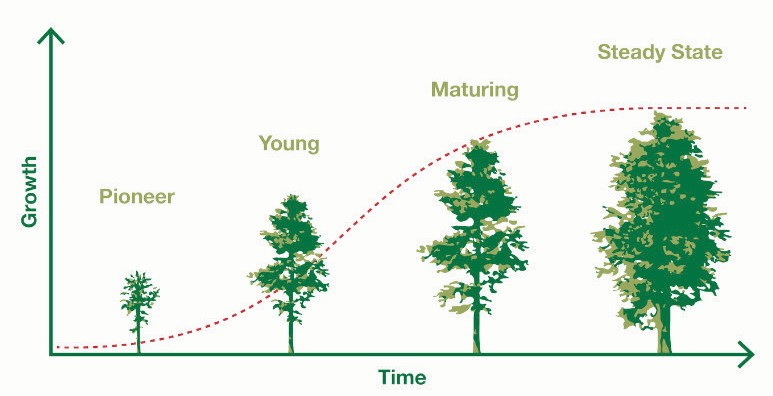 Steady State
Maturing
Young
Pioneer
Growth
Time